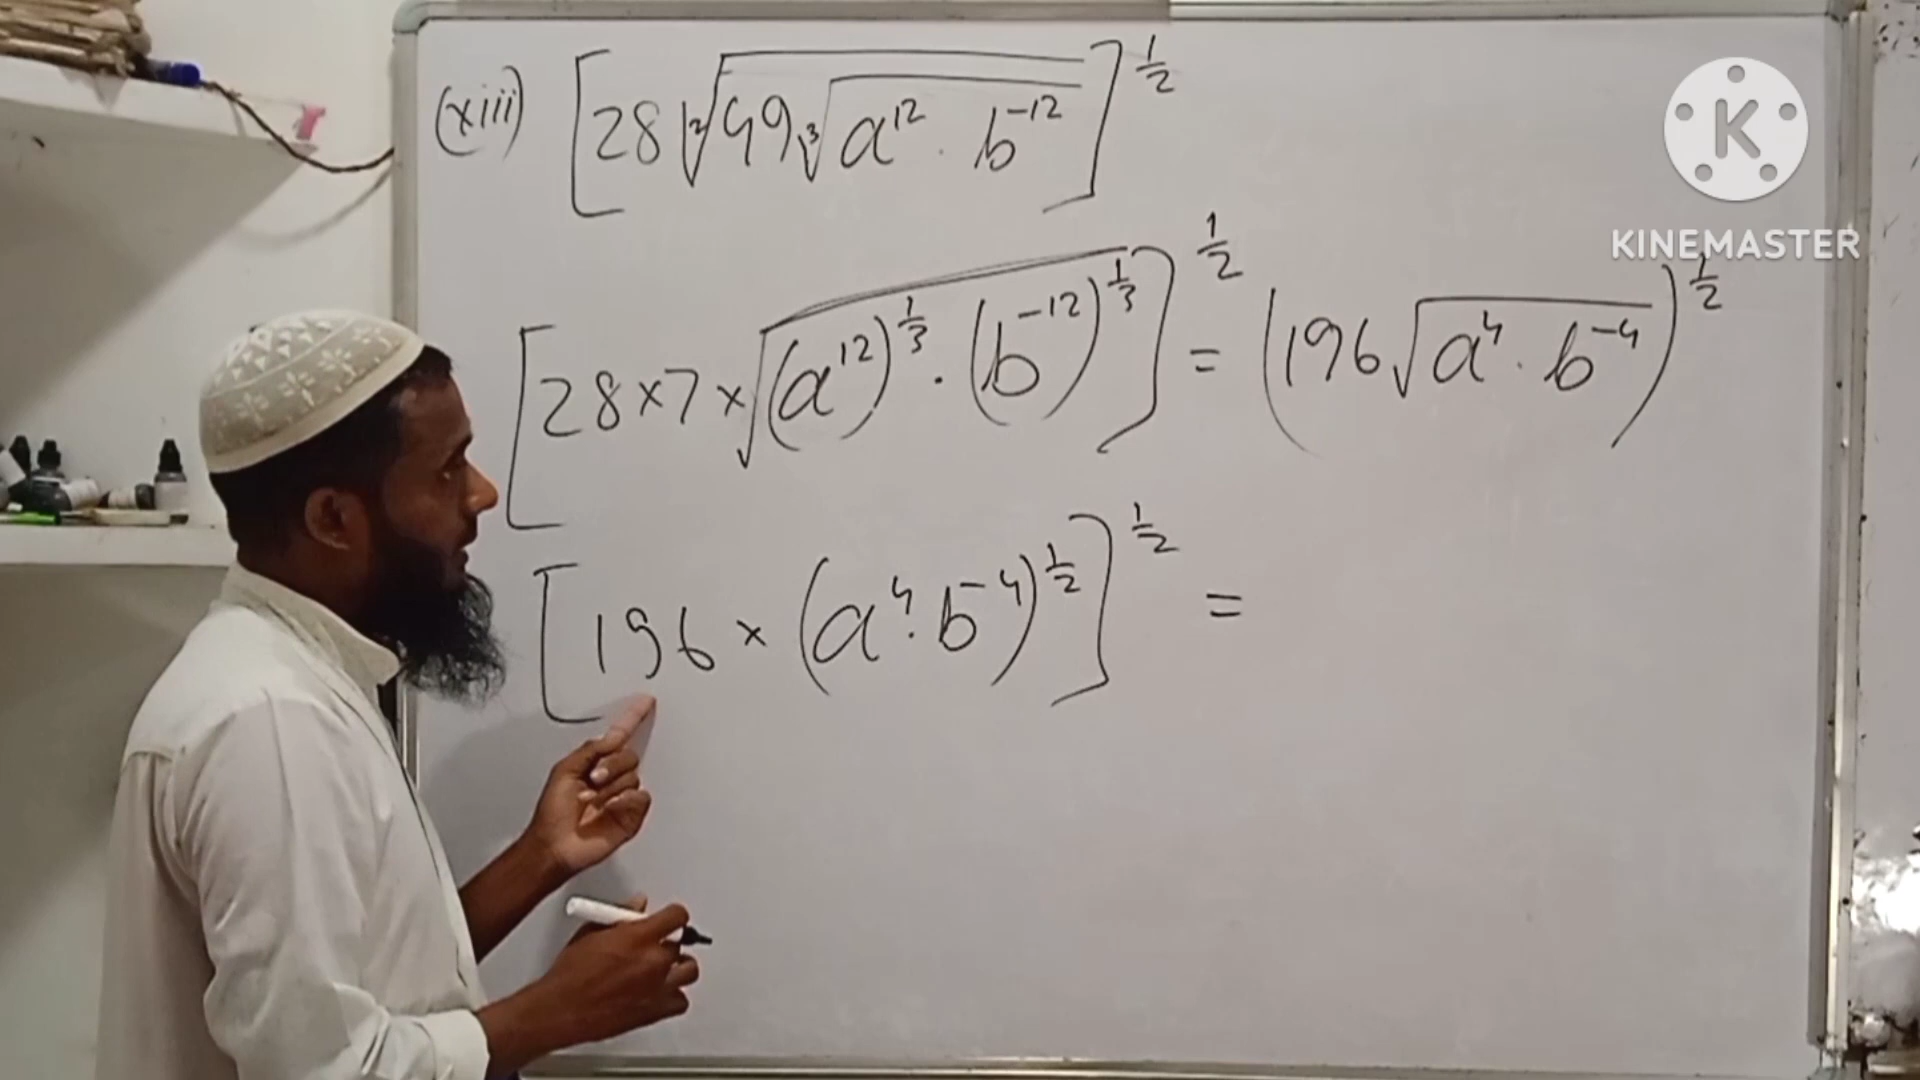 (xiii) [28 ²√(49 ³√(a¹² · b⁻¹²))]^(1/2)
KINEMASTER
[28 × 7 × √((a¹²)^(1/3) · (b⁻¹²)^(1/3))]^(1/2) = (196 √(a⁴ · b⁻⁴))^(1/2)
[196 × (a⁴ · b⁻⁴)^(1/2)]^(1/2) =